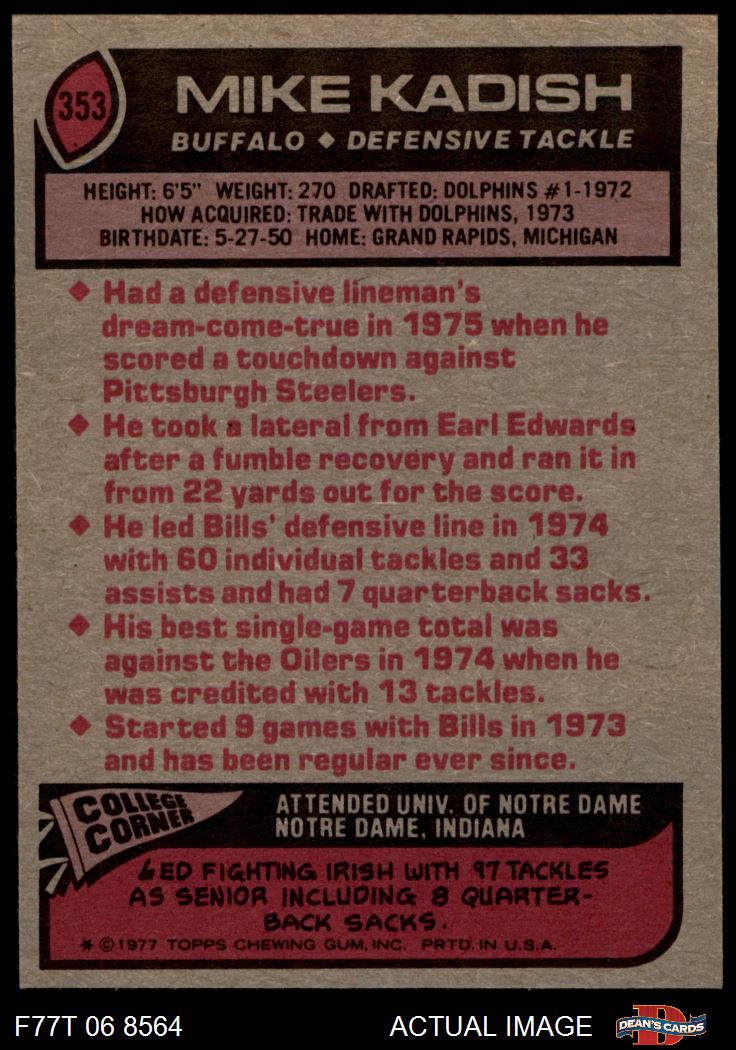 353
MIKE KADISH
BUFFALO ♦ DEFENSIVE TACKLE
HEIGHT: 6'5" WEIGHT: 270 DRAFTED: DOLPHINS #1-1972
HOW ACQUIRED: TRADE WITH DOLPHINS, 1973
BIRTHDATE: 5-27-50 HOME: GRAND RAPIDS, MICHIGAN
♦ Had a defensive lineman's
dream-come-true in 1975 when he
scored a touchdown against
Pittsburgh Steelers.
♦ He took a lateral from Earl Edwards
after a fumble recovery and ran it in
from 22 yards out for the score.
♦ He led Bills' defensive line in 1974
with 60 individual tackles and 33
assists and had 7 quarterback sacks.
♦ His best single-game total was
against the Oilers in 1974 when he
was credited with 13 tackles.
♦ Started 9 games with Bills in 1973
and has been regular ever since.
COLLEGE
CORNER
ATTENDED UNIV. OF NOTRE DAME
NOTRE DAME, INDIANA
LED FIGHTING IRISH WITH 97 TACKLES
AS SENIOR INCLUDING 8 QUARTER-
BACK SACKS.
* © 1977 TOPPS CHEWING GUM, INC. PRTD. IN U.S.A.
F77T 06 8564
ACTUAL IMAGE
D
DEAN'S CARDS